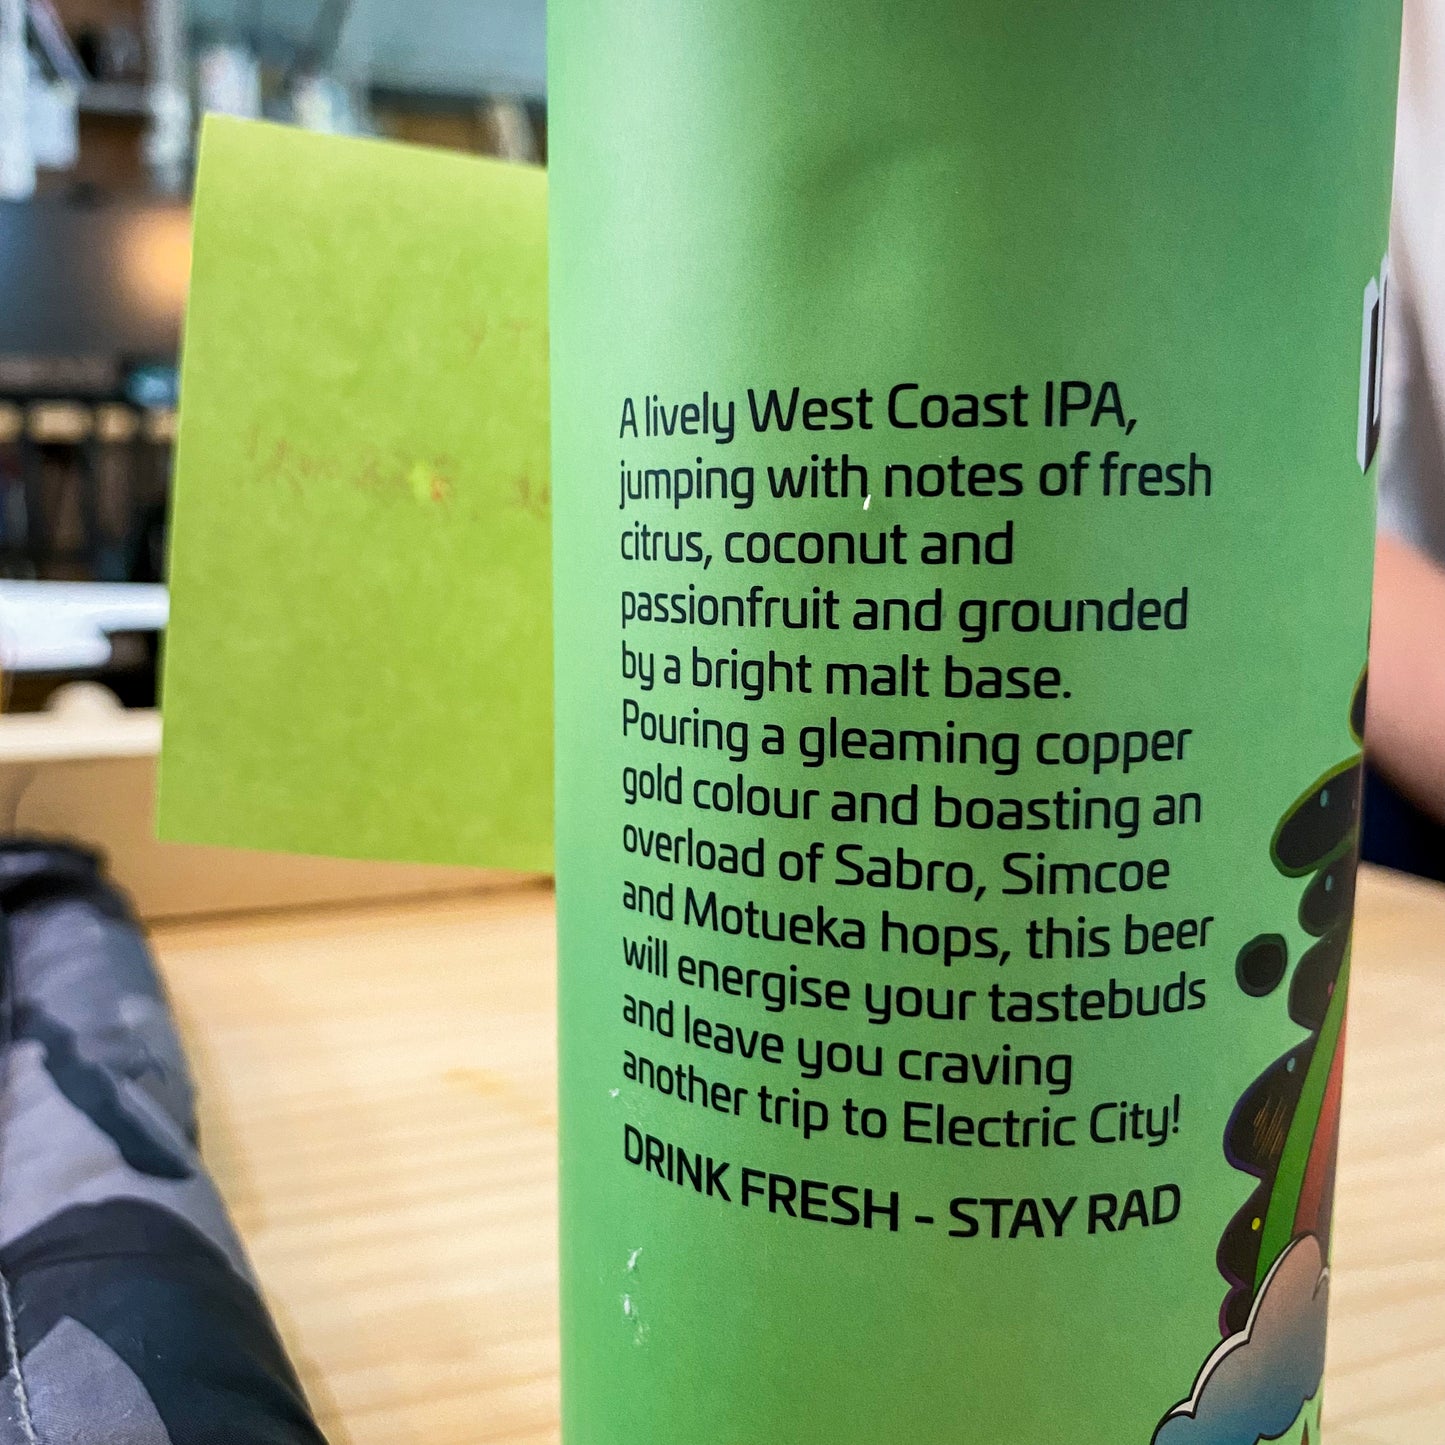 A lively West Coast IPA,
jumping with notes of fresh
citrus, coconut and
passionfruit and grounded
by a bright malt base.
Pouring a gleaming copper
gold colour and boasting an
overload of Sabro, Simcoe
and Motueka hops, this beer
will energise your tastebuds
and leave you craving
another trip to Electric City!
DRINK FRESH - STAY RAD